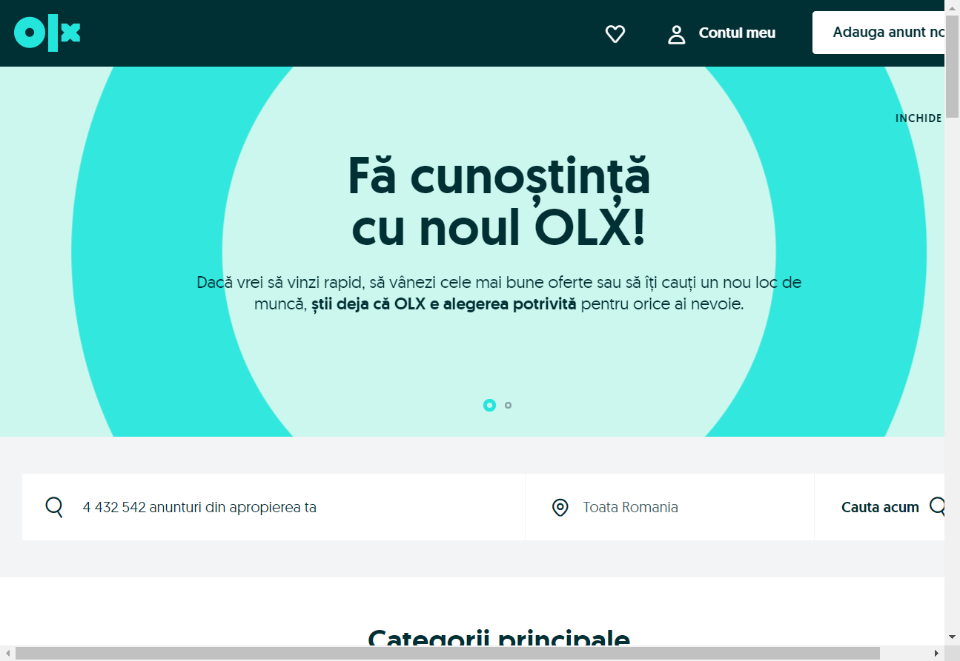 olx
Contul meu
Adauga anunt
INCHIDE
Fă cunoștință
cu noul OLX!
Dacă vrei să vinzi rapid, să vânezi cele mai bune oferte sau să îți cauți un nou loc de
muncă, știi deja că OLX e alegerea potrivită pentru orice ai nevoie.
4 432 542 anunturi din apropierea ta
Toata Romania
Cauta acum
Categorii principale